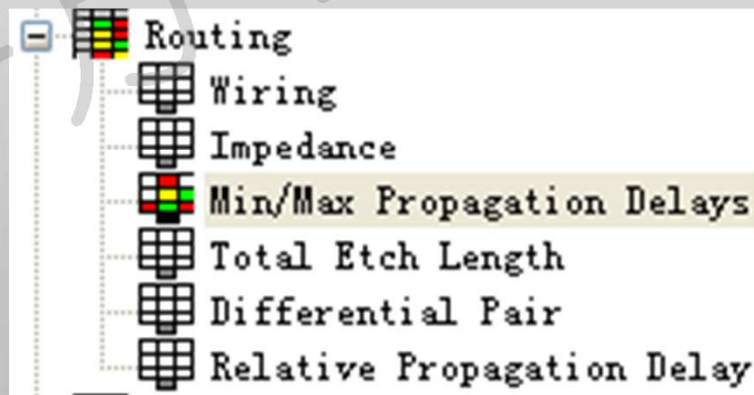 Routing
Wiring
Impedance
Min/Max Propagation Delays
Total Etch Length
Differential Pair
Relative Propagation Delay